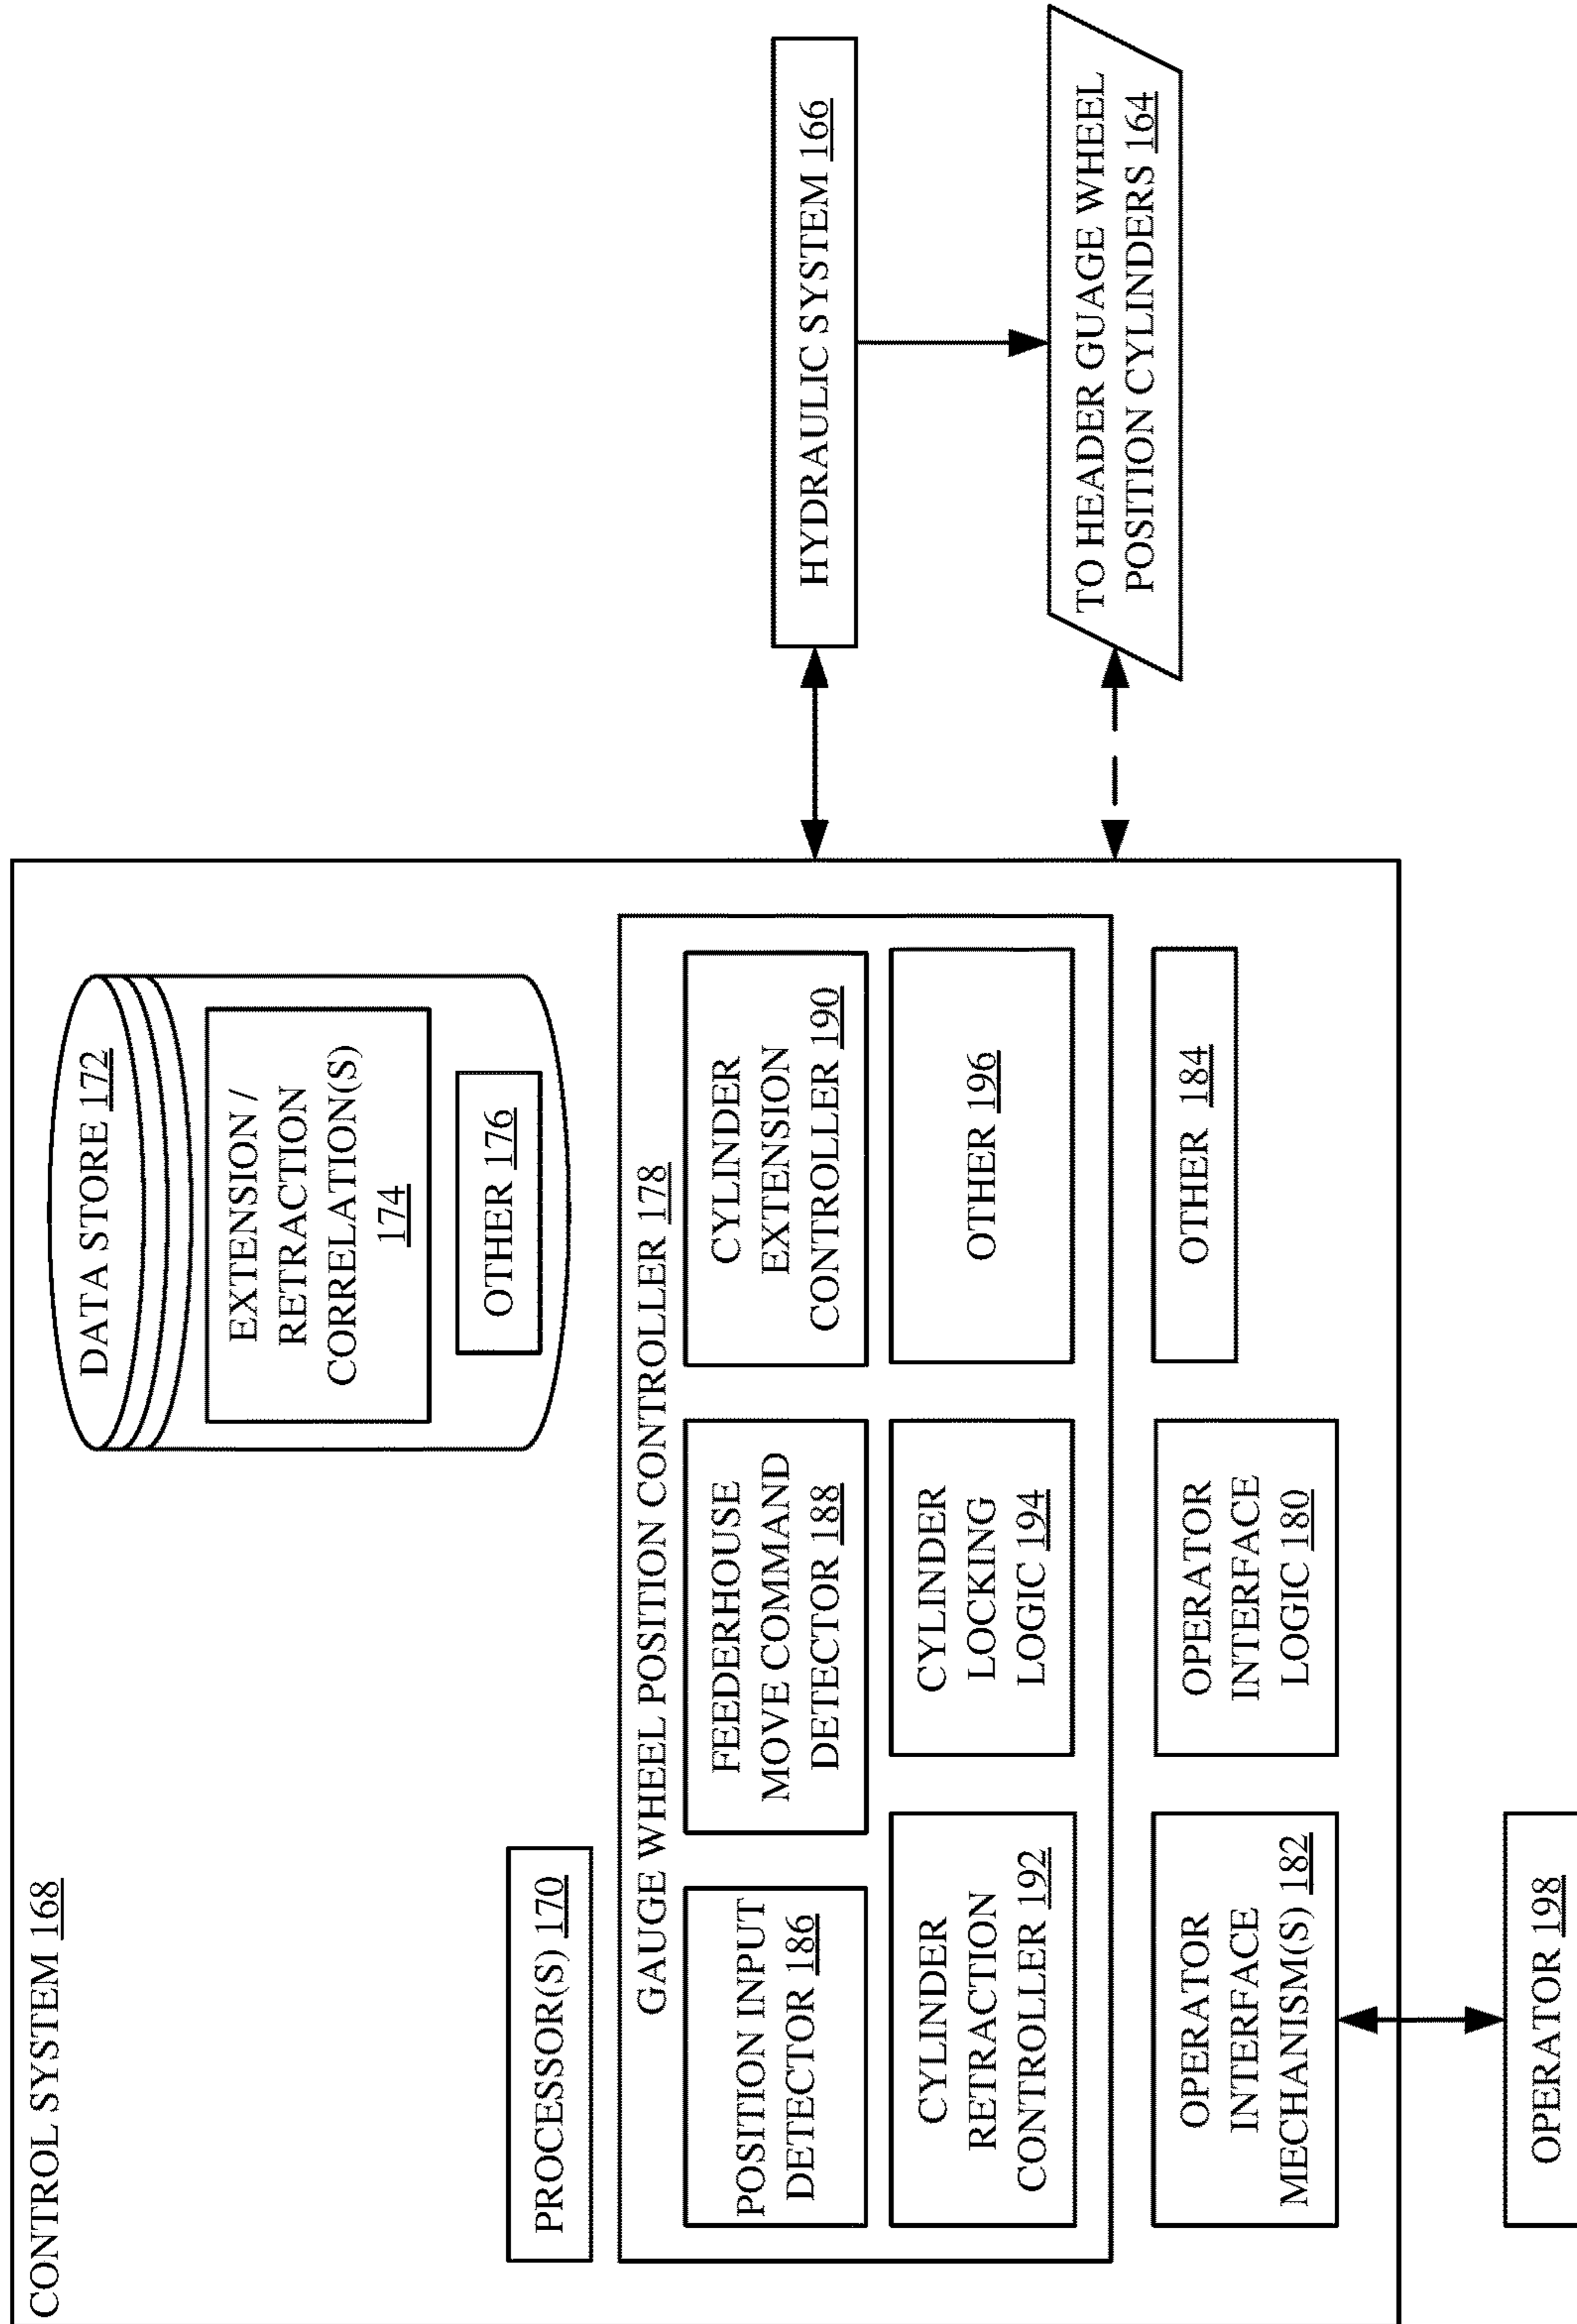 CONTROL SYSTEM 168
PROCESSOR(S) 170
DATA STORE 172
EXTENSION /
RETRACTION
CORRELATION(S)
174
OTHER 176
GAUGE WHEEL POSITION CONTROLLER 178
POSITION INPUT
DETECTOR 186
FEEDERHOUSE
MOVE COMMAND
DETECTOR 188
CYLINDER
EXTENSION
CONTROLLER 190
CYLINDER
RETRACTION
CONTROLLER 192
CYLINDER
LOCKING
LOGIC 194
OTHER 196
OPERATOR
INTERFACE
MECHANISM(S) 182
OPERATOR
INTERFACE
LOGIC 180
OTHER 184
OPERATOR 198
HYDRAULIC SYSTEM 166
TO HEADER GUAGE WHEEL
POSITION CYLINDERS 164